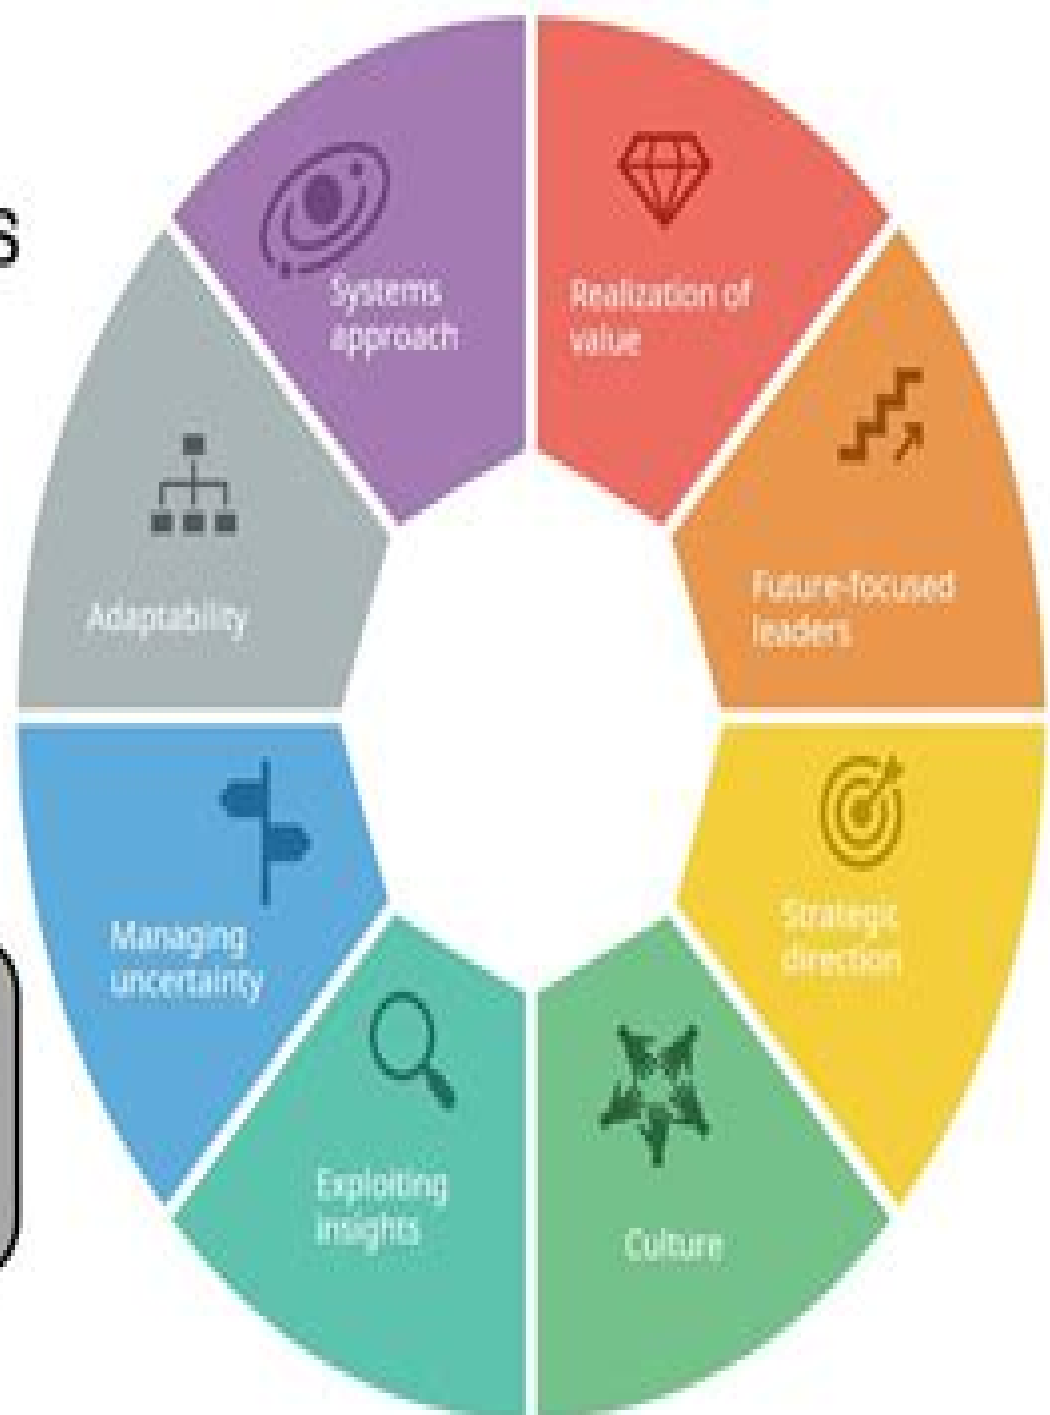 s
Systems
approach
Realization of
value
Adaptability
Future-focused
leaders
Managing
uncertainty
Strategic
direction
Exploiting
insights
Culture